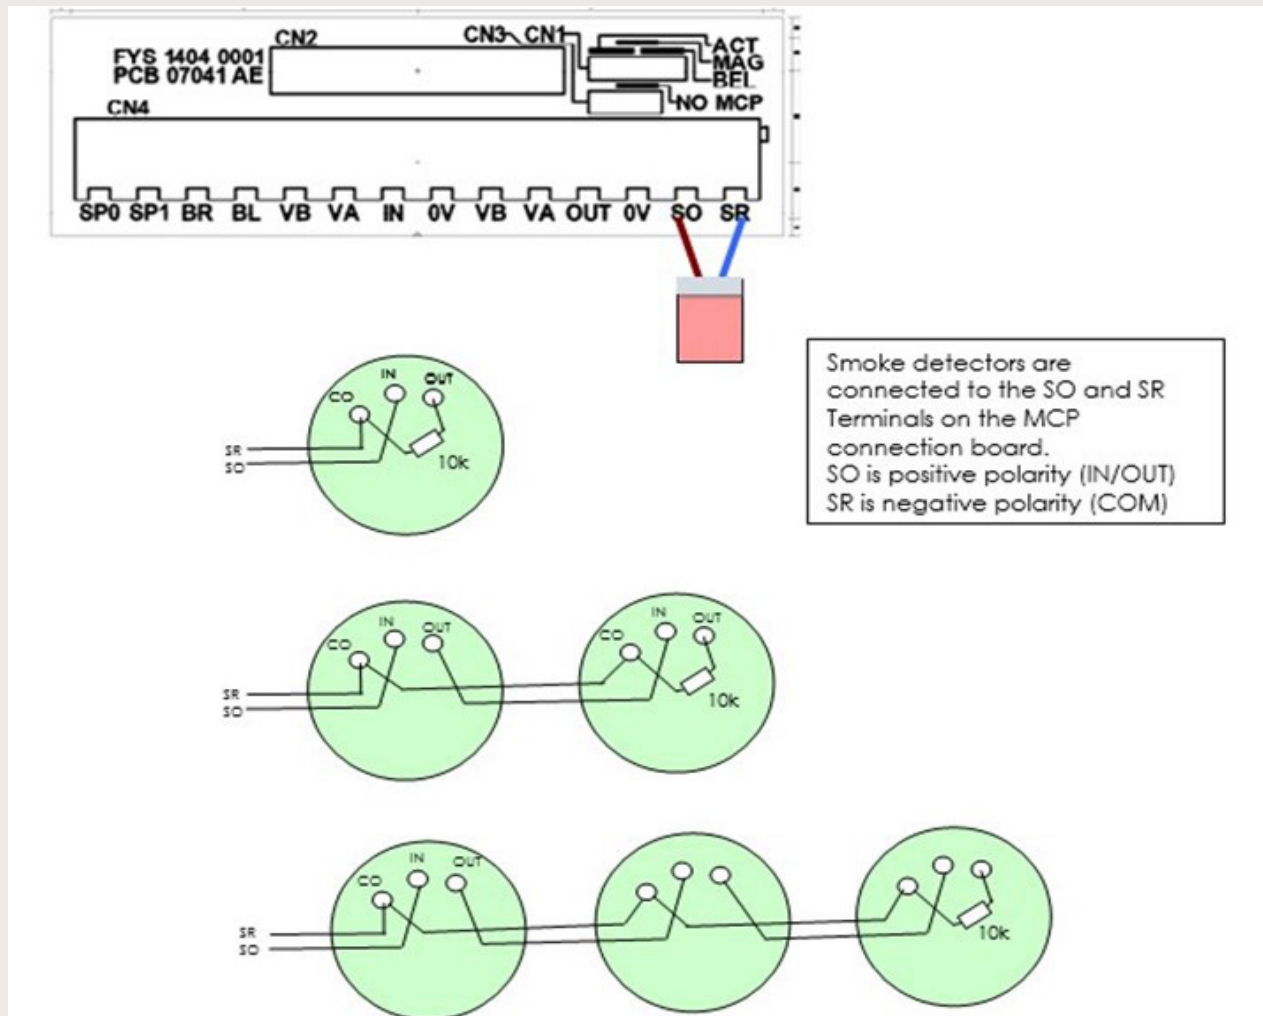 CN2
CN3 CN1
ACT
MAG
BEL
FYS 1404 0001
PCB 07041 AE
NO MCP
CN4
SP0 SP1 BR BL VB VA IN 0V VB VA OUT 0V SO SR
Smoke detectors are
connected to the SO and SR
Terminals on the MCP
connection board.
SO is positive polarity (IN/OUT)
SR is negative polarity (COM)
CO IN OUT
SR
SO
10k
CO IN OUT
SR
SO
CO IN OUT
10k
CO IN OUT
SR
SO
10k